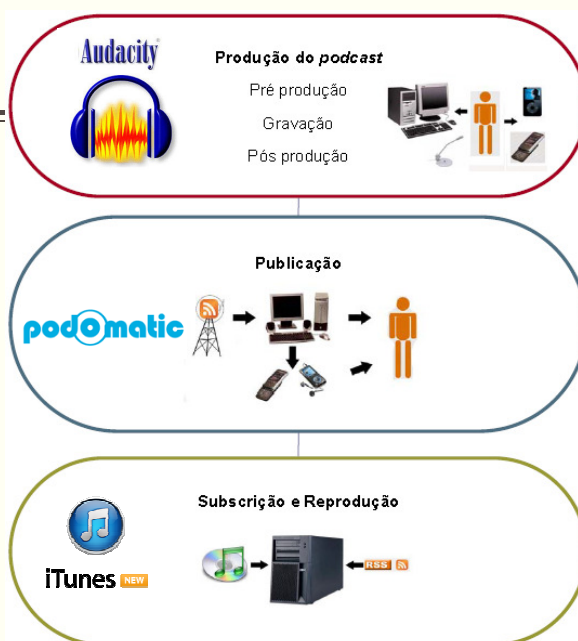 Audacity
Produção do podcast
Pré produção
Gravação
Pós produção
Publicação
podOmatic
Subscrição e Reprodução
iTunes NEW
RSS